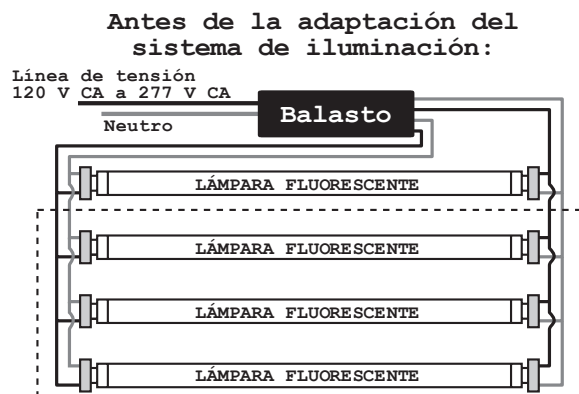 Antes de la adaptación del
sistema de iluminación:
Línea de tensión
120 V CA a 277 V CA
Neutro
Balasto
LÁMPARA FLUORESCENTE
LÁMPARA FLUORESCENTE
LÁMPARA FLUORESCENTE
LÁMPARA FLUORESCENTE